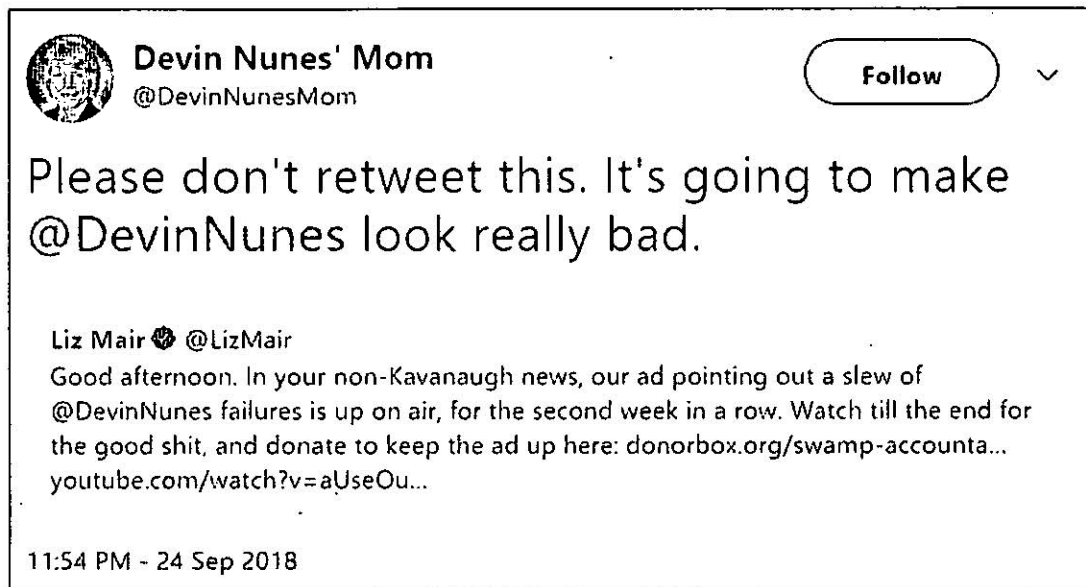 Devin Nunes' Mom
@DevinNunesMom
Follow
Please don't retweet this. It's going to make
@DevinNunes look really bad.
Liz Mair @LizMair
Good afternoon. In your non-Kavanaugh news, our ad pointing out a slew of
@DevinNunes failures is up on air, for the second week in a row. Watch till the end for
the good shit, and donate to keep the ad up here: donorbox.org/swamp-accounta...
youtube.com/watch?v=aUseOu...
11:54 PM - 24 Sep 2018